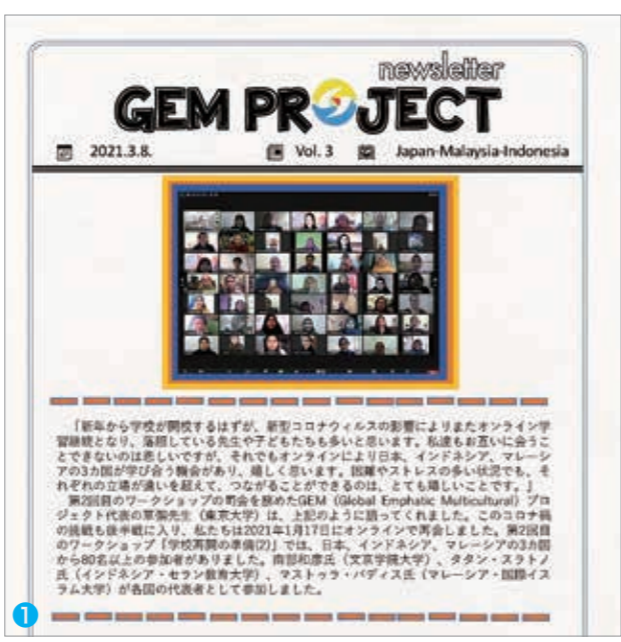 newsletter
GEM PROJECT
2021.3.8.
Vol. 3
Japan-Malaysia-Indonesia
「新年から学校が開校するはずが、新型コロナウィルスの影響によりまたオンライン学
習継続となり、落胆している先生や子どもたちも多いと思います。私達もお互いに会うこ
とできないのは悲しいですが、それでもオンラインにより日本、インドネシア、マレーシ
アの3カ国が学び合う機会があり、嬉しく思います。困難やストレスの多い状況でも、そ
れぞれの立場が違いを超えて、つながることができるのは、とても嬉しいことです。」
第2回目のワークショップの司会を務めたGEM（Global Emphatic Multicultural）プロ
ジェクト代表の草彅先生（東京大学）は、上記のように語ってくれました。このコロナ禍
の挑戦も後半戦に入り、私たちは2021年1月17日にオンラインで再会しました。第2回目
のワークショップ「学校再開の準備(2)」では、日本、インドネシア、マレーシアの3カ国
から80名以上の参加者がありました。南部和彦氏（文京学院大学）、タタン・スラトノ
氏（インドネシア・セラン教育大学）、マストゥラ・バディス氏（マレーシア・国際イス
ラム大学）が各国の代表者として参加しました。
1